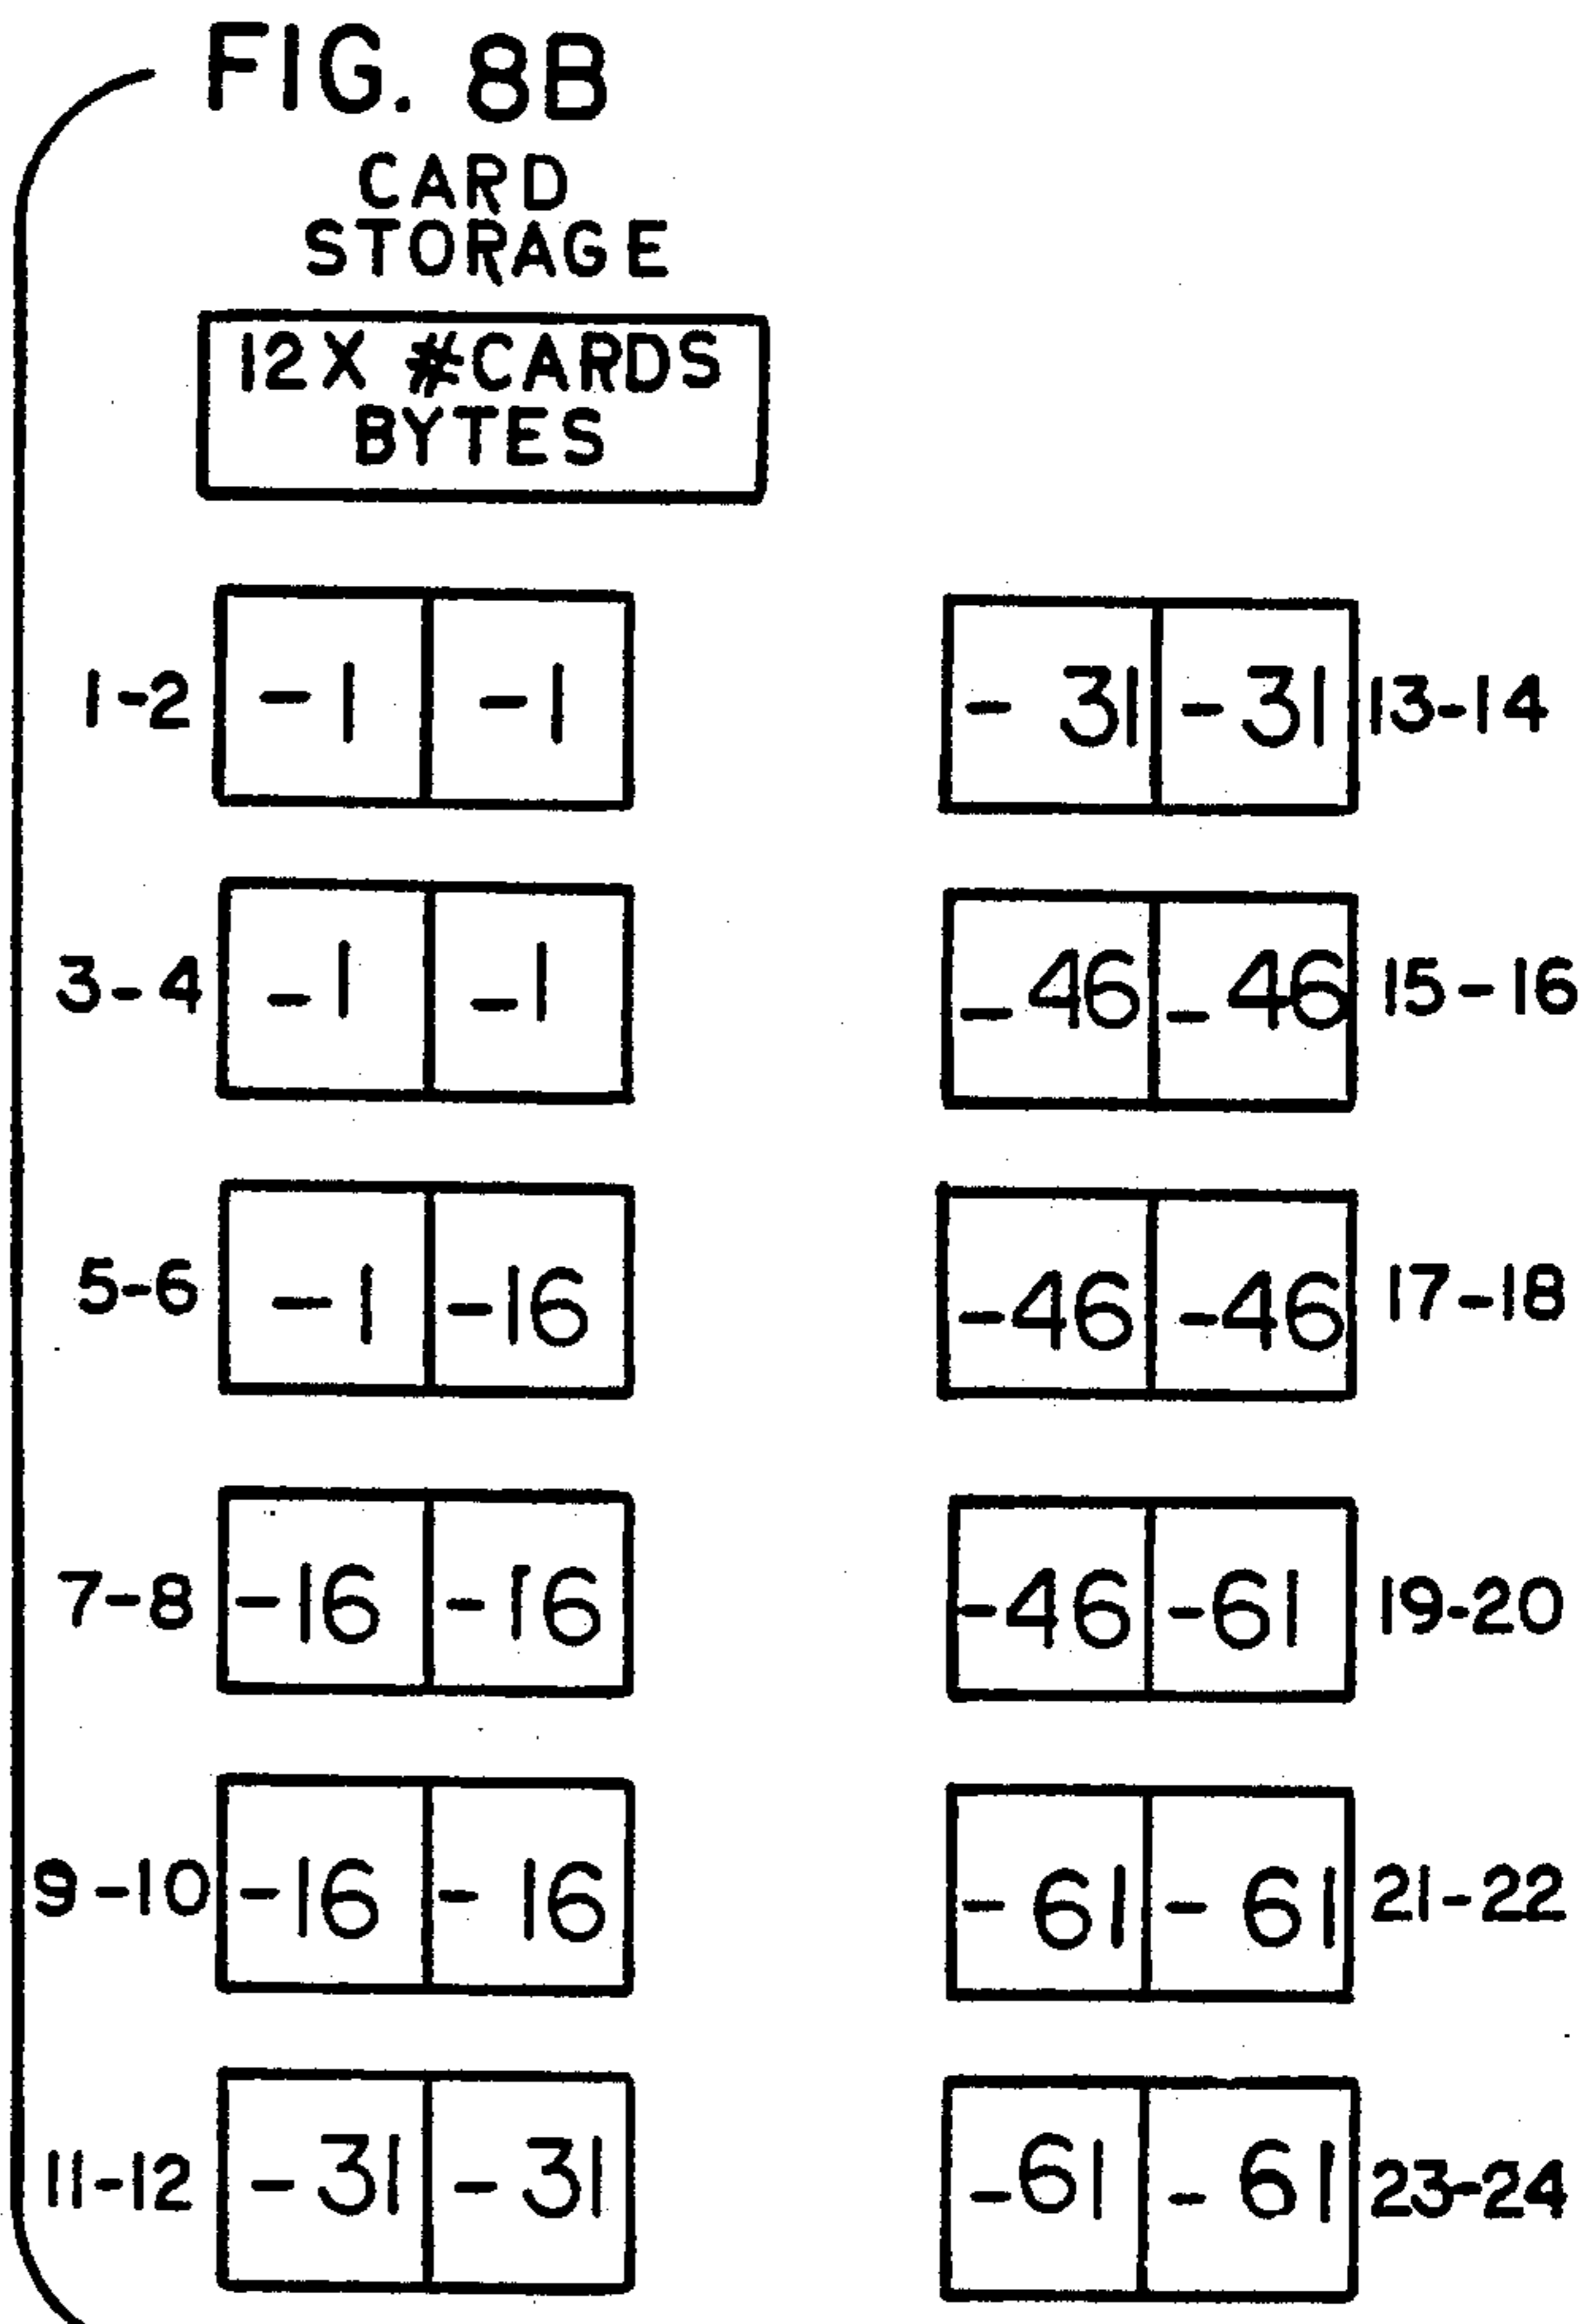 FIG. 8B
CARD
STORAGE
12X #CARDS
BYTES
1-2 -1 -1
3-4 -1 -1
5-6 -1 -16
7-8 -16 -16
9-10 -16 -16
11-12 -31 -31
-31 -31 13-14
-46 -46 15-16
-46 -46 17-18
-46 -61 19-20
-61 -61 21-22
-61 -61 23-24